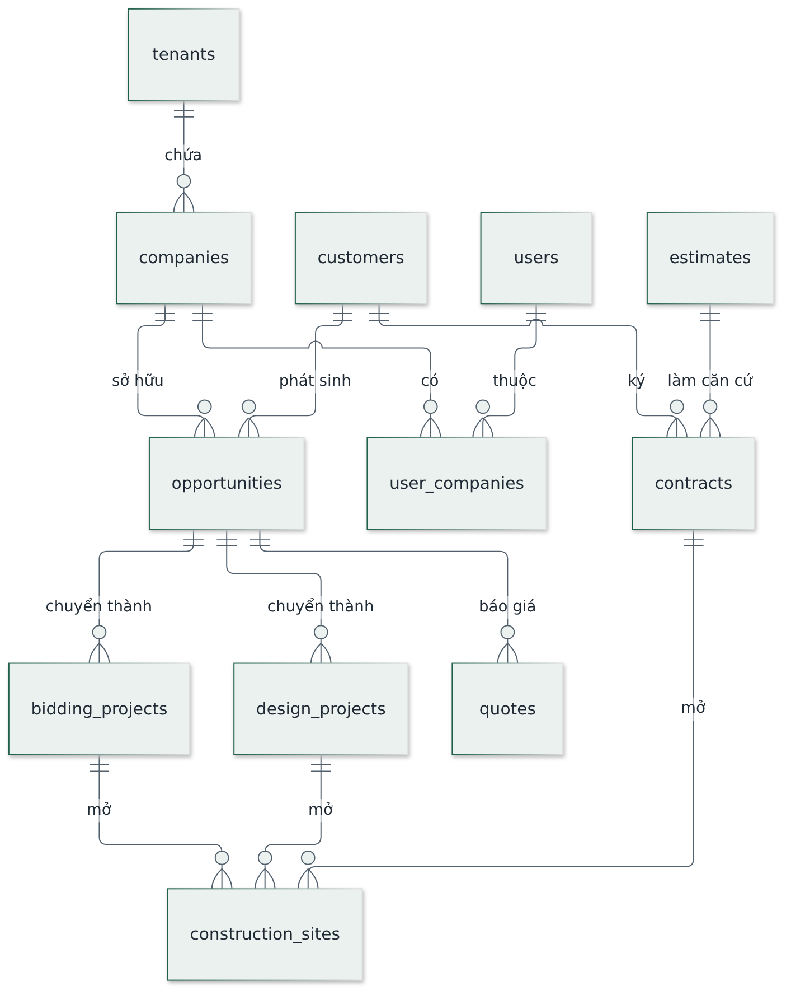 tenants
chứa
companies
customers
users
estimates
sở hữu
phát sinh
có
thuộc
ký
làm căn cứ
opportunities
user_companies
contracts
chuyển thành
chuyển thành
báo giá
bidding_projects
design_projects
quotes
mở
mở
mở
construction_sites